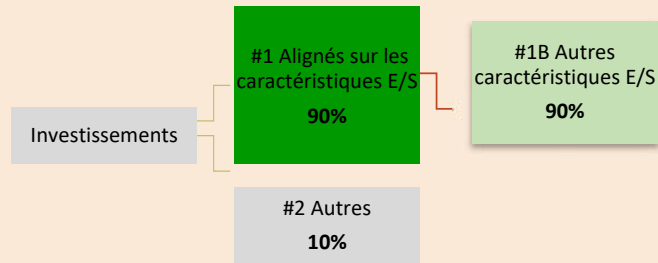 Investissements
#1 Alignés sur les
caractéristiques E/S
90%
#1B Autres
caractéristiques E/S
90%
#2 Autres
10%